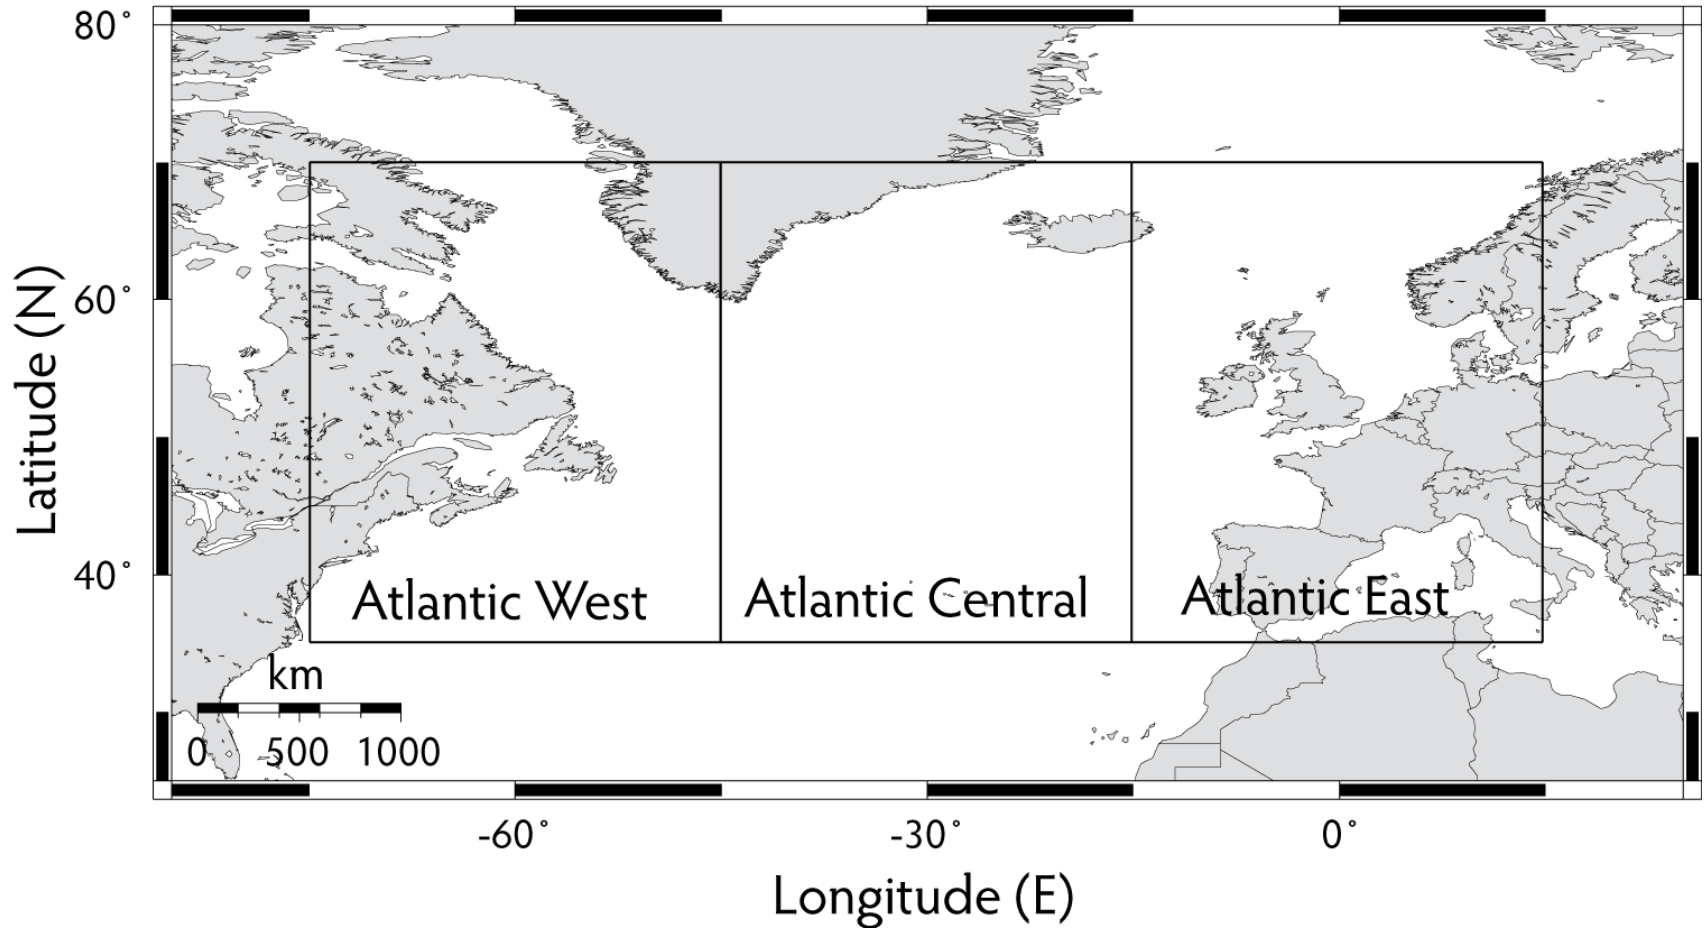 80°
60°
40°
Latitude (N)
Atlantic West
Atlantic Central
Atlantic East
km
0 500 1000
-60° -30° 0°
Longitude (E)